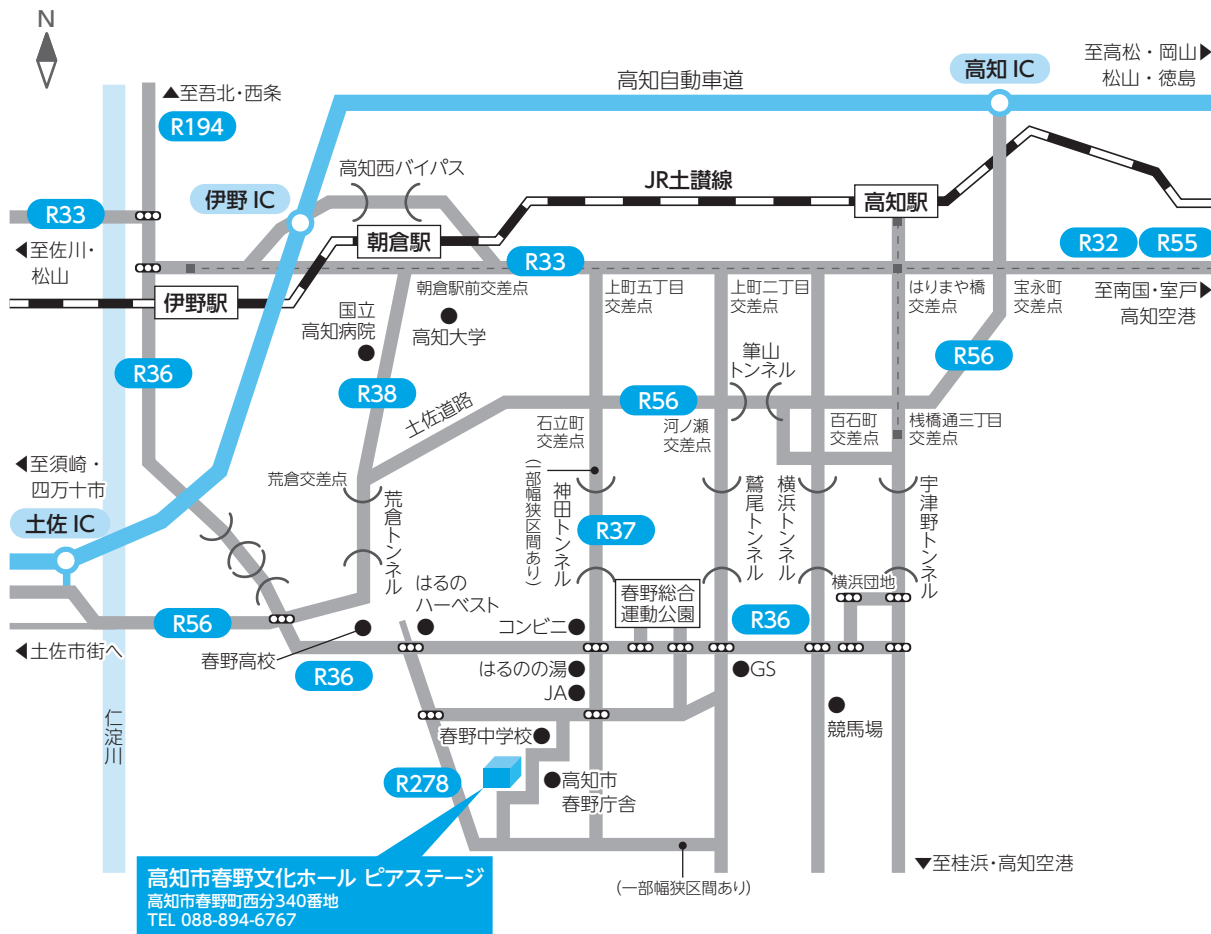 N
▲至吾北・西条
R194
高知自動車道
高知 IC
至高松・岡山▶
松山・徳島
高知西バイパス
JR土讃線
伊野 IC
高知駅
R33
朝倉駅
◀至佐川・
松山
R33
R32
R55
伊野駅
朝倉駅前交差点
上町五丁目
交差点
上町二丁目
交差点
はりまや橋
交差点
宝永町
交差点
至南国・室戸▶
高知空港
国立
高知病院
高知大学
R36
R38
筆山
トンネル
R56
R56
土佐道路
石立町
交差点
河ノ瀬
交差点
百石町
交差点
桟橋通三丁目
交差点
◀至須崎・
四万十市
荒倉交差点
(一部幅狭区間あり)
荒倉トンネル
神田トンネル
鷲尾トンネル
横浜トンネル
宇津野トンネル
土佐 IC
R37
はるの
ハーベスト
春野総合
運動公園
横浜団地
R56
コンビニ
R36
◀土佐市街へ
春野高校
R36
はるのの湯
GS
JA
仁淀川
春野中学校
競馬場
R278
高知市
春野庁舎
高知市春野文化ホール ピアステージ
高知市春野町西分340番地
TEL 088-894-6767
(一部幅狭区間あり)
▼至桂浜・高知空港